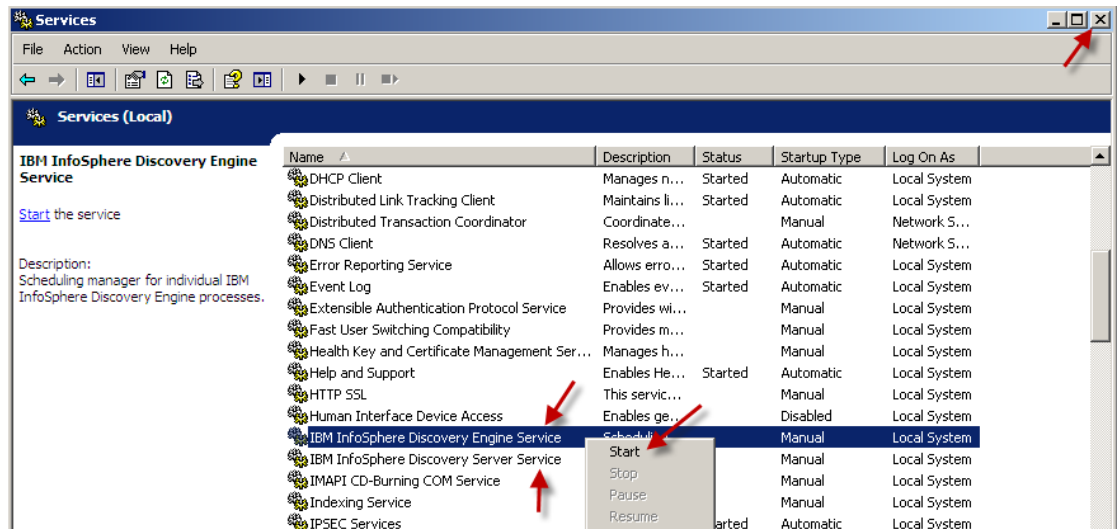 Services
File Action View Help
Services (Local)
IBM InfoSphere Discovery Engine
Service
Start the service
Description:
Scheduling manager for individual IBM
InfoSphere Discovery Engine processes.
Name Description Status Startup Type Log On As
DHCP Client Manages n... Started Automatic Local System
Distributed Link Tracking Client Maintains li... Started Automatic Local System
Distributed Transaction Coordinator Coordinate... Manual Network S...
DNS Client Resolves a... Started Automatic Network S...
Error Reporting Service Allows erro... Started Automatic Local System
Event Log Enables ev... Started Automatic Local System
Extensible Authentication Protocol Service Provides wi... Manual Local System
Fast User Switching Compatibility Provides m... Manual Local System
Health Key and Certificate Management Ser... Manages h... Manual Local System
Help and Support Enables He... Started Automatic Local System
HTTP SSL This servic... Manual Local System
Human Interface Device Access Enables ge... Disabled Local System
IBM InfoSphere Discovery Engine Service Manual Local System
Start
IBM InfoSphere Discovery Server Service Manual Local System
Stop
IMAPI CD-Burning COM Service Manual Local System
Pause
Indexing Service Manual Local System
Resume
IPSEC Services arted Automatic Local System